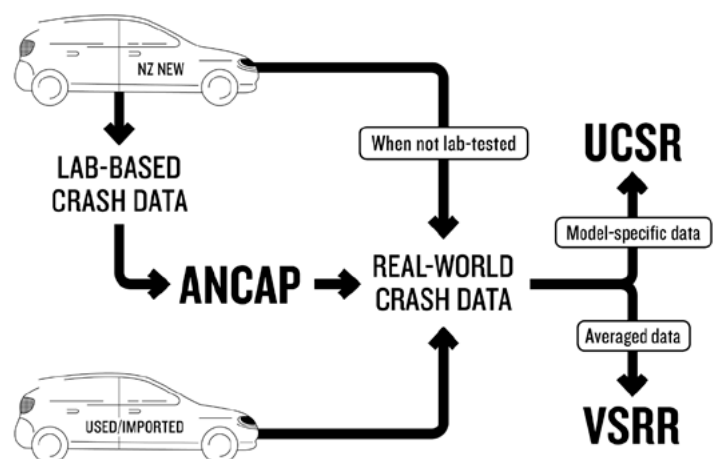 NZ NEW
When not lab-tested
UCSR
LAB-BASED
CRASH DATA
Model-specific data
ANCAP
REAL-WORLD
CRASH DATA
Averaged data
USED/IMPORTED
VSRR